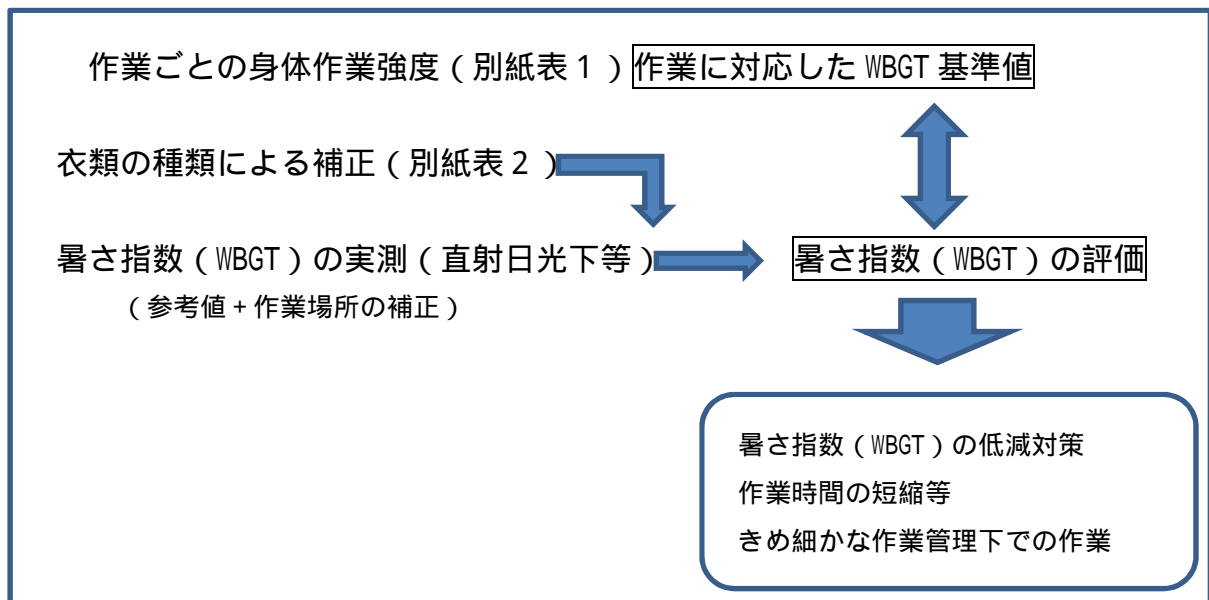 作業ごとの身体作業強度(別紙表1)作業に対応した WBGT 基準値
衣類の種類による補正(別紙表2)
暑さ指数(WBGT)の実測(直射日光下等) 暑さ指数(WBGT)の評価
(参考値+作業場所の補正)
暑さ指数(WBGT)の低減対策
作業時間の短縮等
きめ細かな作業管理下での作業